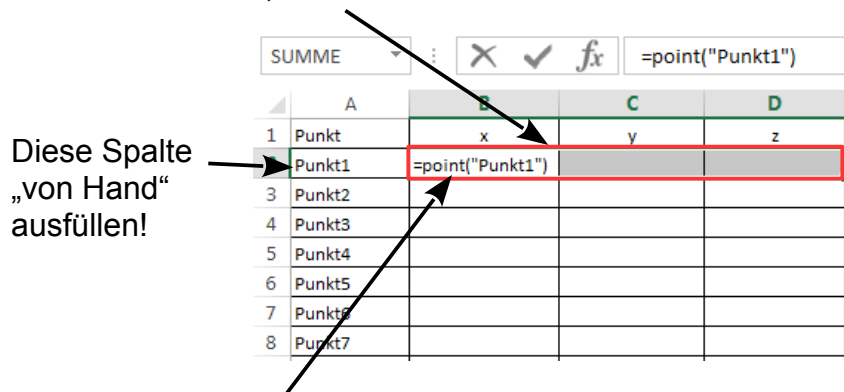 SUMME =point("Punkt1")
A B C D
1 Punkt x y z
Punkt1 =point("Punkt1")
3 Punkt2
4 Punkt3
5 Punkt4
6 Punkt5
7 Punkt6
8 Punkt7
Diese Spalte
„von Hand“
ausfüllen!